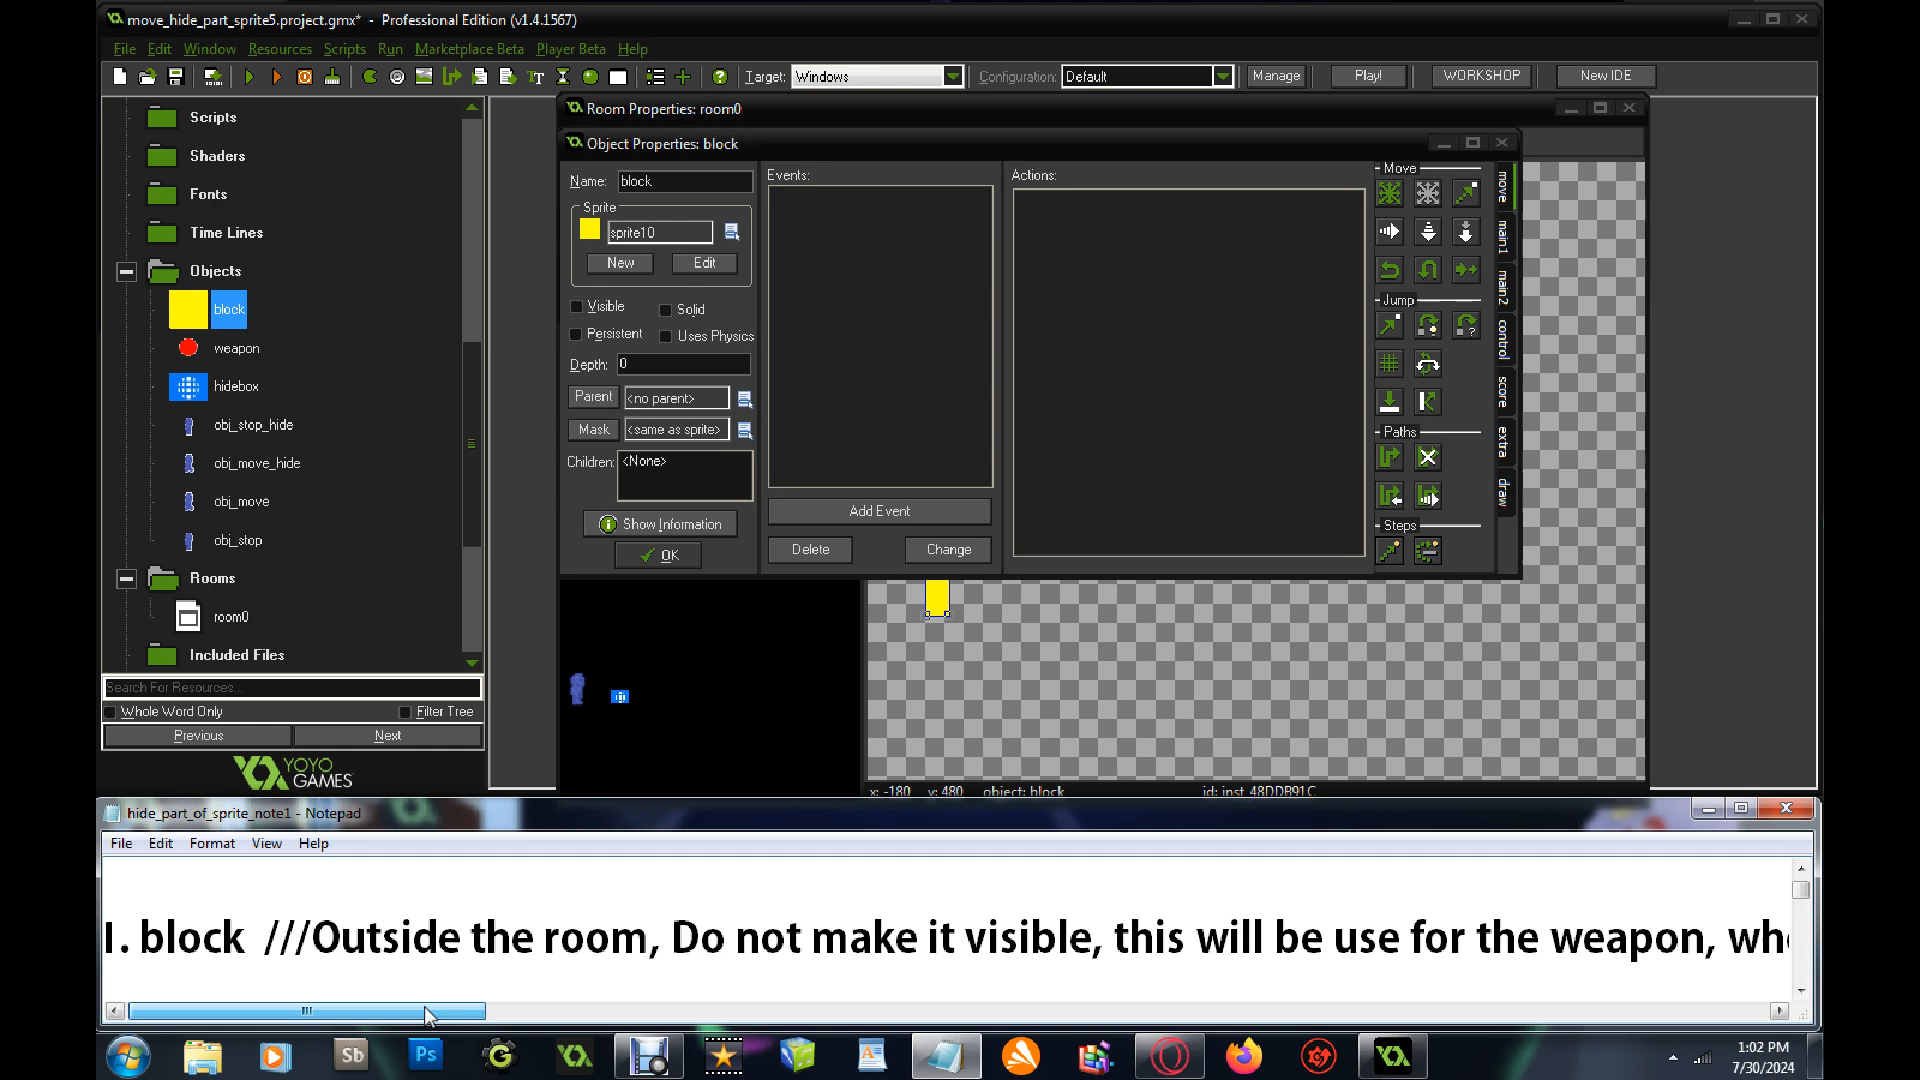 move_hide_part_sprite5.project.gmx* - Professional Edition (v1.4.1567)
File Edit Window Resources Scripts Run Marketplace Beta Player Beta Help
Target: Windows Configuration: Default Manage Play! WORKSHOP New IDE
Scripts
Shaders
Fonts
Time Lines
Objects
block
weapon
hidebox
obj_stop_hide
obj_move_hide
obj_move
obj_stop
Rooms
room0
Included Files
Search For Resources...
Whole Word Only Filter Tree
Previous Next
YOYO
GAMES
Room Properties: room0
Object Properties: block
Name: block
Sprite
sprite10
New Edit
Visible Solid
Persistent Uses Physics
Depth: 0
Parent <no parent>
Mask <same as sprite>
Children: <None>
Show Information
OK
Events:
Add Event
Delete Change
Actions:
Move
Jump
Paths
Steps
move
main1
main2
control
score
extra
draw
x: -180 y: 480 object: block id: inst_48DDB91C
hide_part_of_sprite_note1 - Notepad
File Edit Format View Help
1. block ///Outside the room, Do not make it visible, this will be use for the weapon,
Sb Ps
1:02 PM
7/30/2024